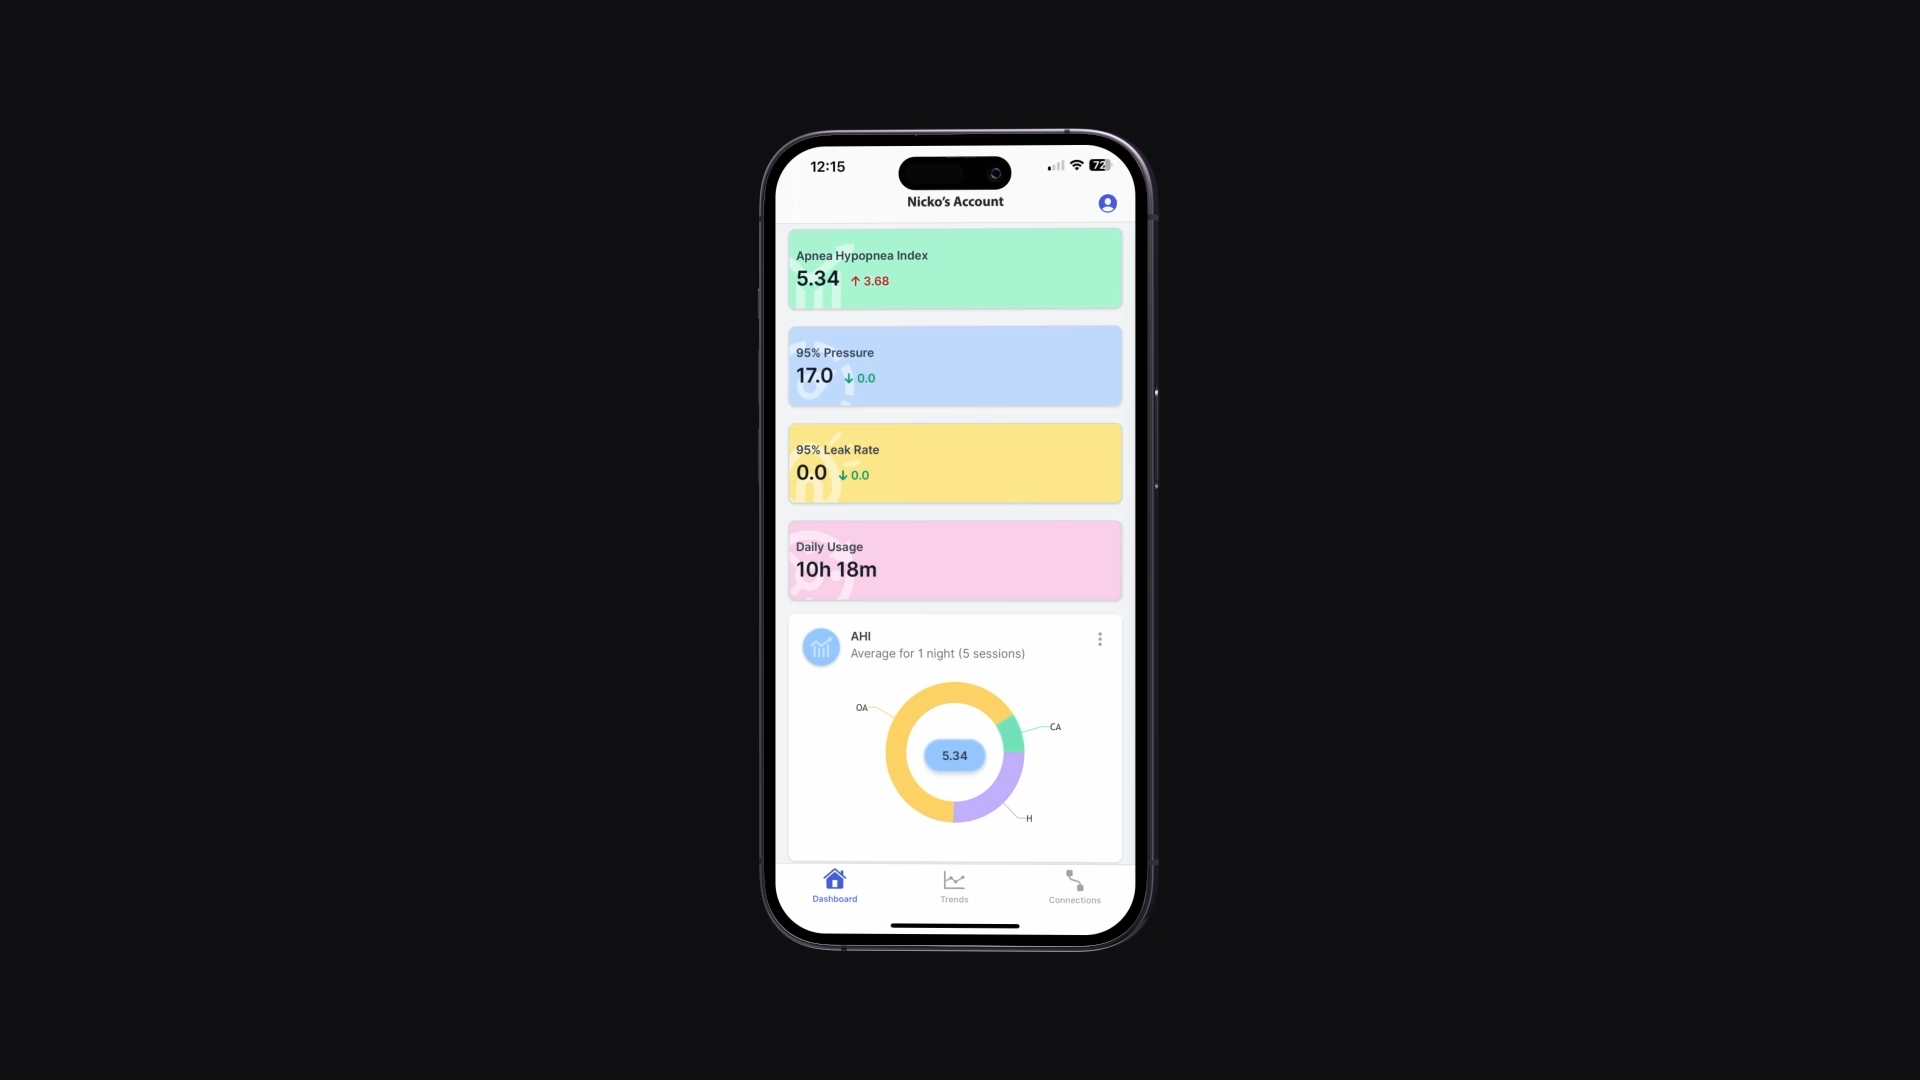 12:15
72
Nicko's Account
Apnea Hypopnea Index
5.34 ↑ 3.68
95% Pressure
17.0 ↓ 0.0
95% Leak Rate
0.0 ↓ 0.0
Daily Usage
10h 18m
AHI
Average for 1 night (5 sessions)
OA
CA
5.34
H
Dashboard
Trends
Connections